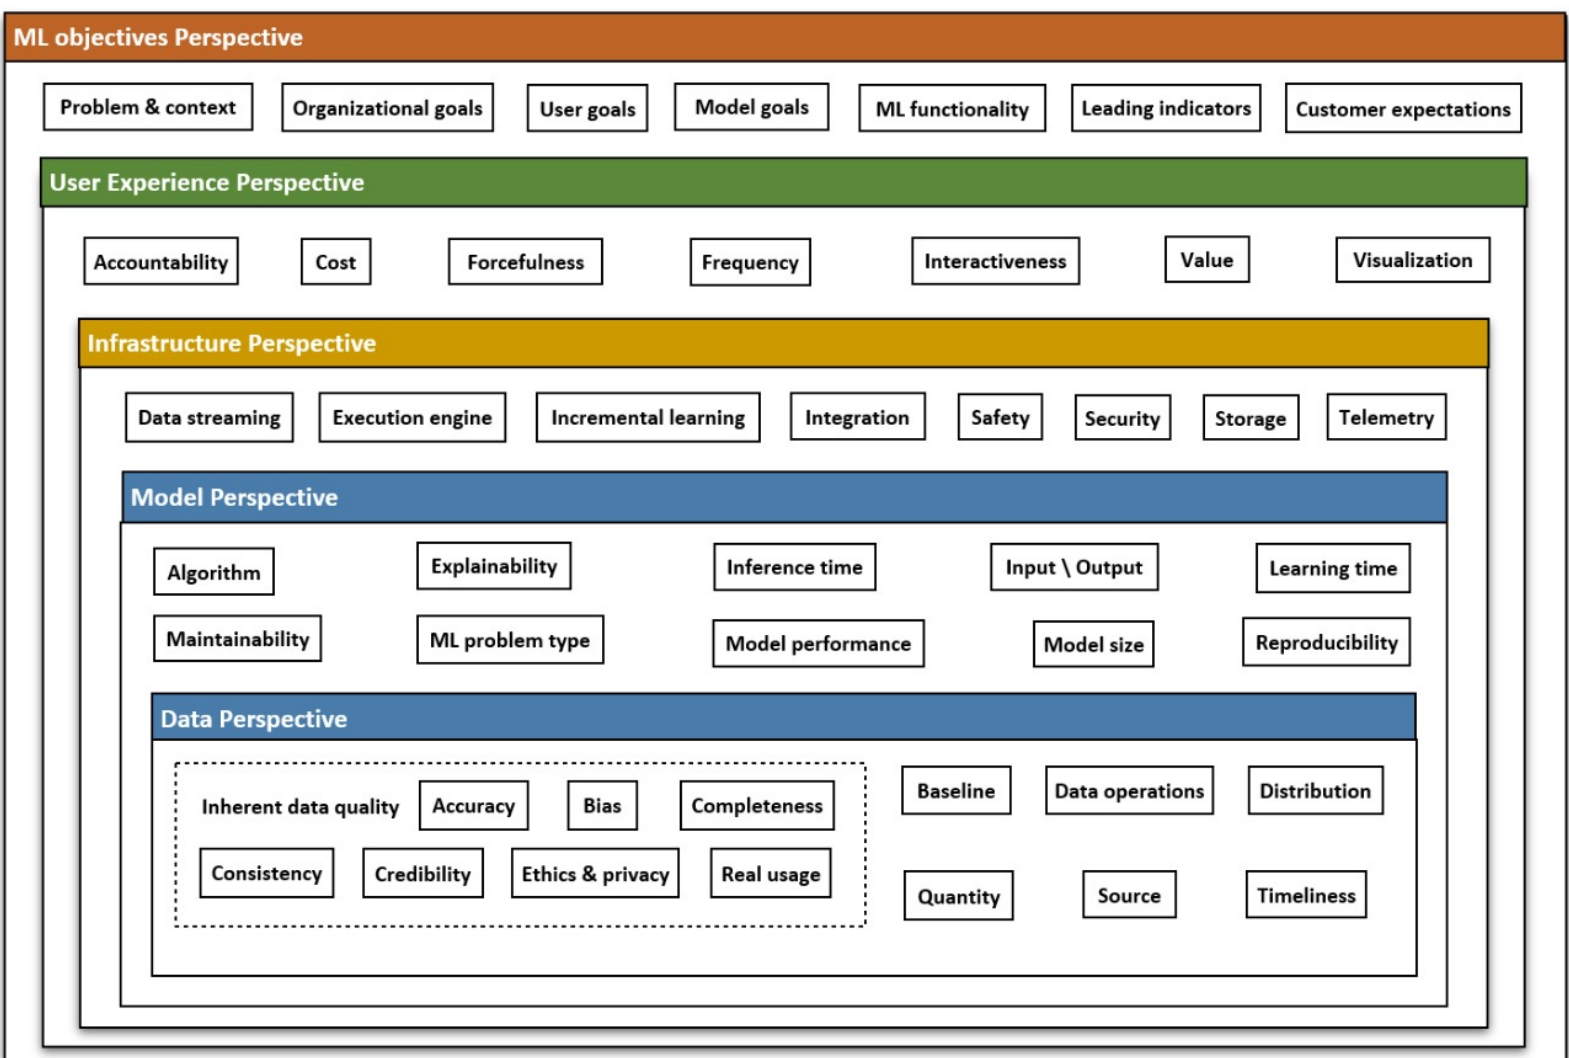 ML objectives Perspective
Problem & context
Organizational goals
User goals
Model goals
ML functionality
Leading indicators
Customer expectations
User Experience Perspective
Accountability
Cost
Forcefulness
Frequency
Interactiveness
Value
Visualization
Infrastructure Perspective
Data streaming
Execution engine
Incremental learning
Integration
Safety
Security
Storage
Telemetry
Model Perspective
Algorithm
Explainability
Inference time
Input \ Output
Learning time
Maintainability
ML problem type
Model performance
Model size
Reproducibility
Data Perspective
Inherent data quality
Accuracy
Bias
Completeness
Consistency
Credibility
Ethics & privacy
Real usage
Baseline
Data operations
Distribution
Quantity
Source
Timeliness